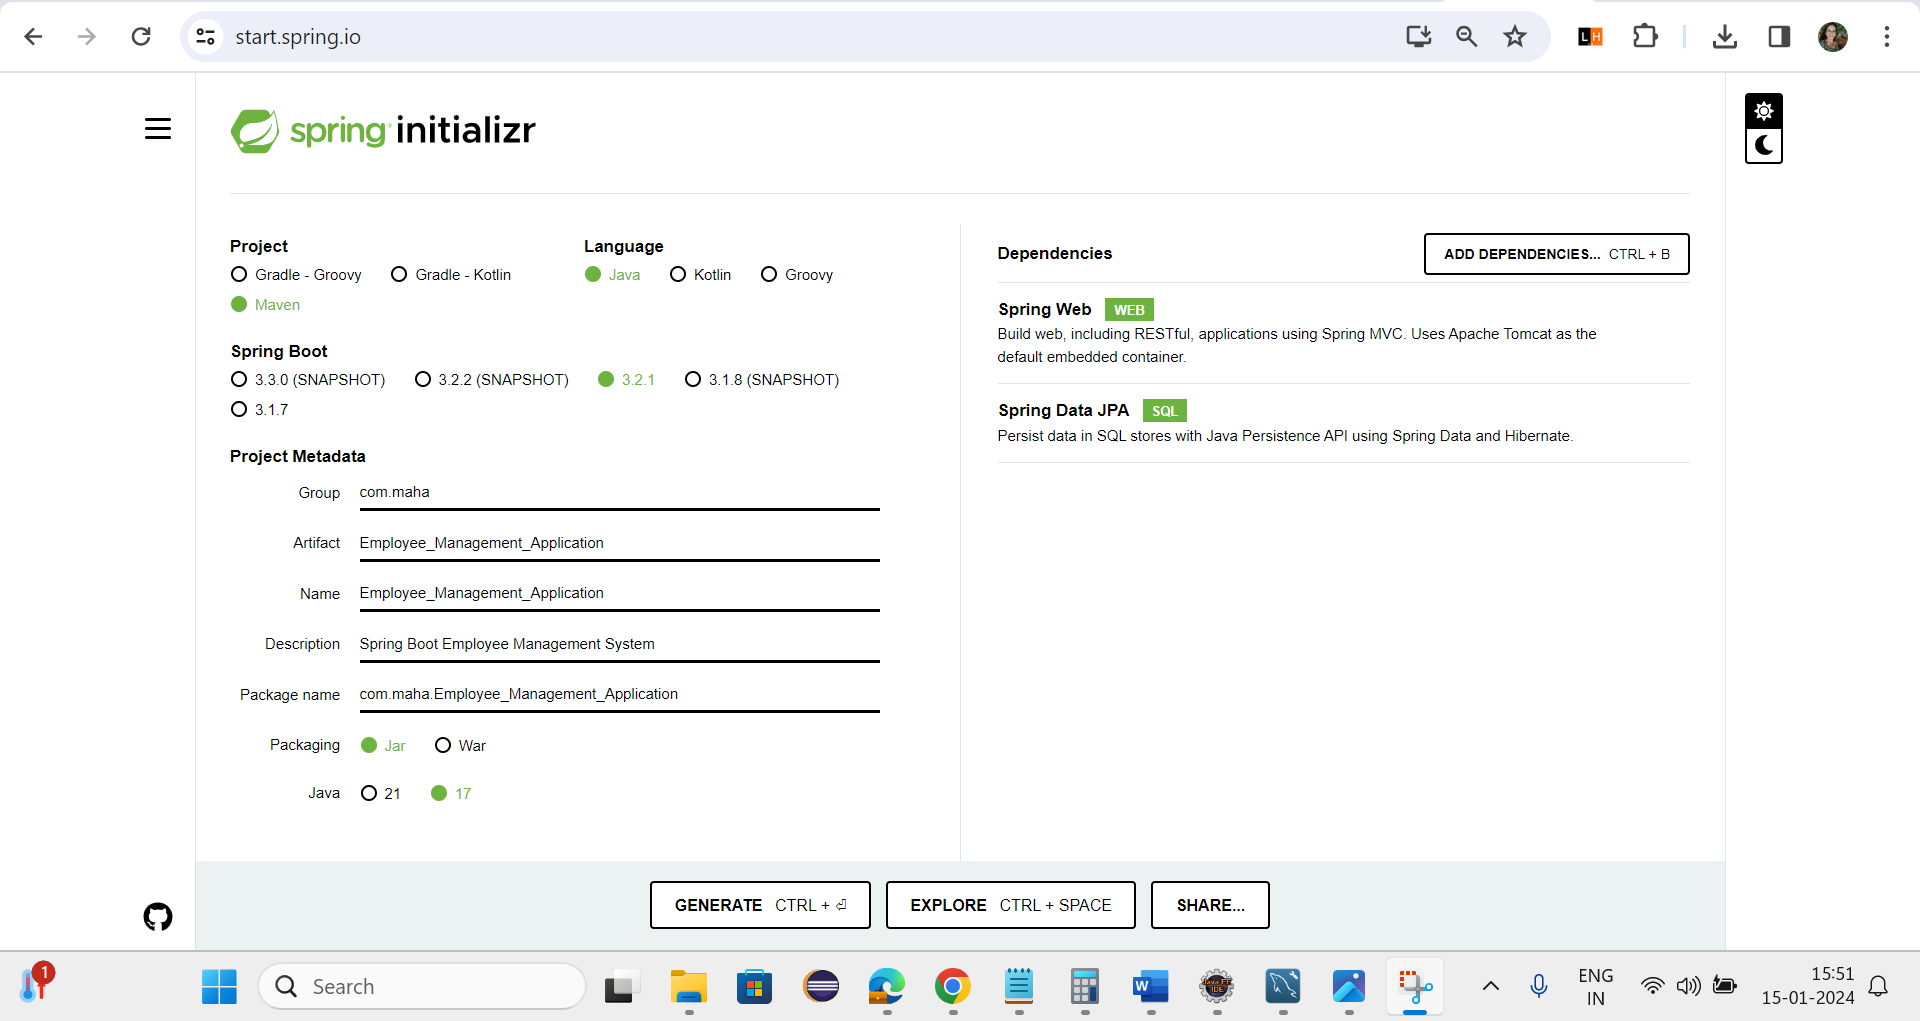 start.spring.io
LH
spring initializr
Project
Gradle - Groovy Gradle - Kotlin
Maven
Language
Java Kotlin Groovy
Spring Boot
3.3.0 (SNAPSHOT) 3.2.2 (SNAPSHOT) 3.2.1 3.1.8 (SNAPSHOT)
3.1.7
Project Metadata
Group com.maha
Artifact Employee_Management_Application
Name Employee_Management_Application
Description Spring Boot Employee Management System
Package name com.maha.Employee_Management_Application
Packaging Jar War
Java 21 17
Dependencies ADD DEPENDENCIES... CTRL + B
Spring Web WEB
Build web, including RESTful, applications using Spring MVC. Uses Apache Tomcat as the
default embedded container.
Spring Data JPA SQL
Persist data in SQL stores with Java Persistence API using Spring Data and Hibernate.
GENERATE CTRL + ⏎ EXPLORE CTRL + SPACE SHARE...
1
Search
W
Java EE
IDE
ENG
IN
15:51
15-01-2024